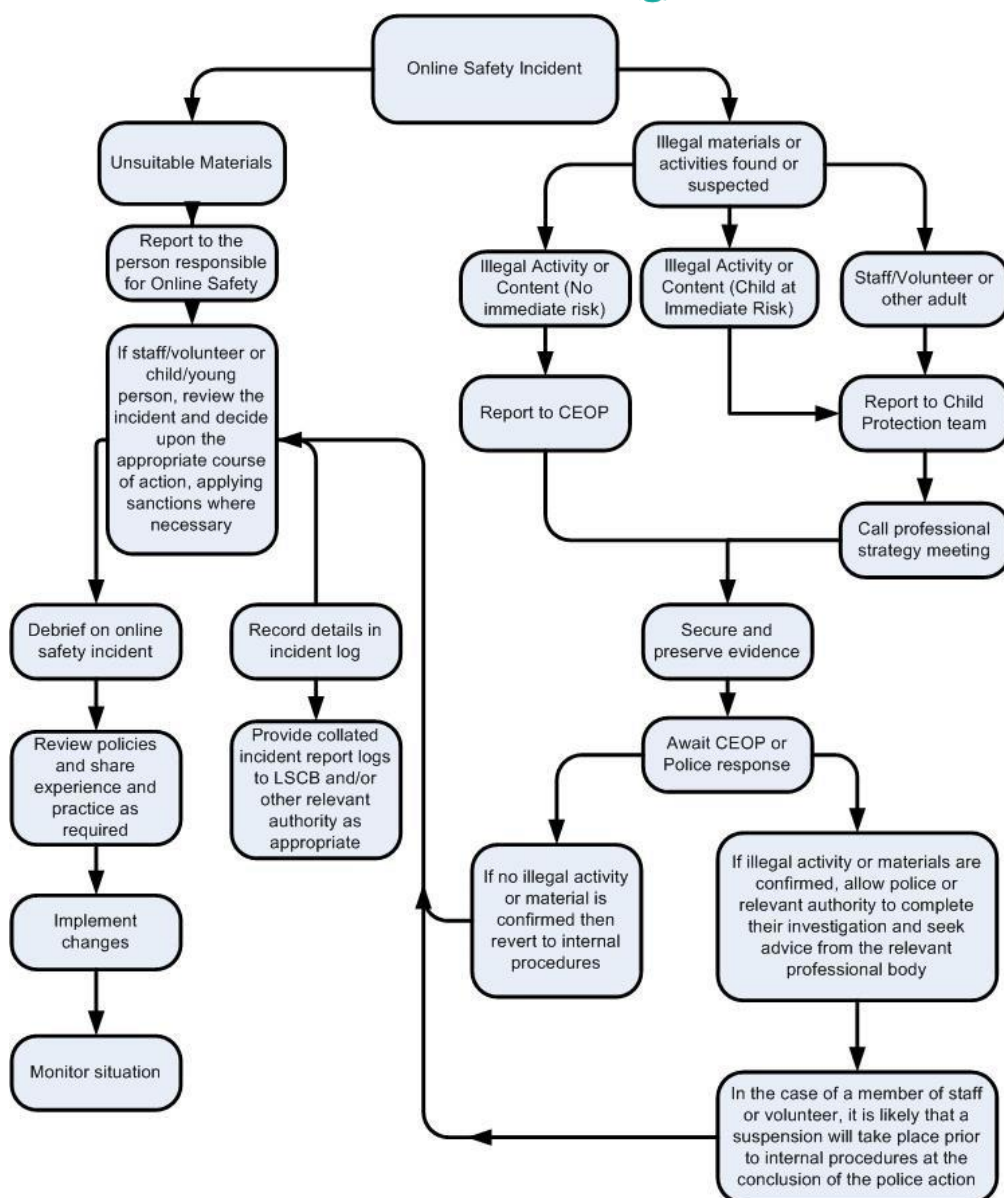 Online Safety Incident
Unsuitable Materials
Report to the
person responsible
for Online Safety
If staff/volunteer or
child/young
person, review the
incident and decide
upon the
appropriate course
of action, applying
sanctions where
necessary
Debrief on online
safety incident
Review policies
and share
experience and
practice as
required
Implement
changes
Monitor situation
Record details in
incident log
Provide collated
incident report logs
to LSCB and/or
other relevant
authority as
appropriate
Illegal materials or
activities found or
suspected
Illegal Activity or
Content (No
immediate risk)
Illegal Activity or
Content (Child at
Immediate Risk)
Staff/Volunteer or
other adult
Report to CEOP
Report to Child
Protection team
Call professional
strategy meeting
Secure and
preserve evidence
Await CEOP or
Police response
If no illegal activity
or material is
confirmed then
revert to internal
procedures
If illegal activity or materials are
confirmed, allow police or
relevant authority to complete
their investigation and seek
advice from the relevant
professional body
In the case of a member of staff
or volunteer, it is likely that a
suspension will take place prior
to internal procedures at the
conclusion of the police action